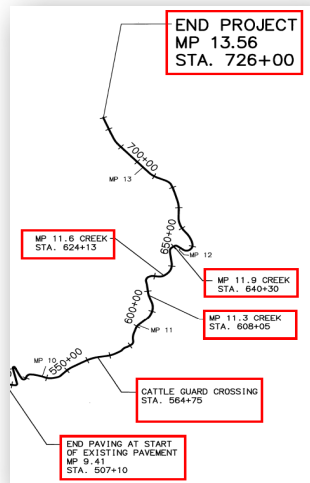 END PROJECT
MP 13.56
STA. 726+00
700+00
MP 13
650+00
MP 12
MP 11.6 CREEK
STA. 624+13
MP 11.9 CREEK
STA. 640+30
600+00
MP 11.3 CREEK
STA. 608+05
MP 11
MP 10
550+00
CATTLE GUARD CROSSING
STA. 564+75
END PAVING AT START
OF EXISTING PAVEMENT
MP 9.41
STA. 507+10